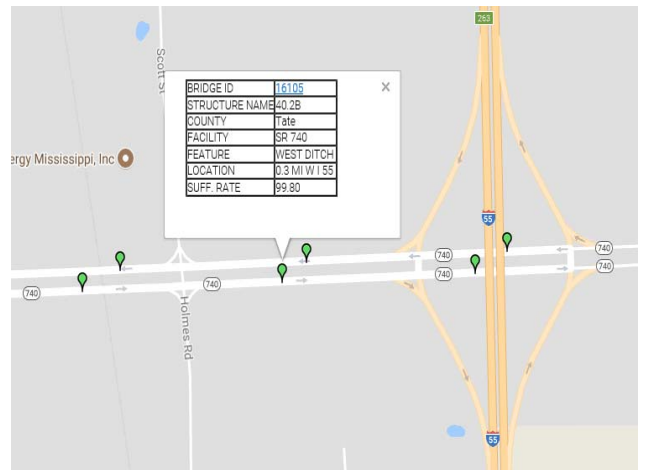 263
Scott St
×
BRIDGE ID 16105
STRUCTURE NAME 40.2B
COUNTY Tate
FACILITY SR 740
FEATURE WEST DITCH
LOCATION 0.3 MI W I 55
SUFF. RATE 99.80
ergy Mississippi, Inc
55
740
740
740
740
740
740
Holmes Rd
55